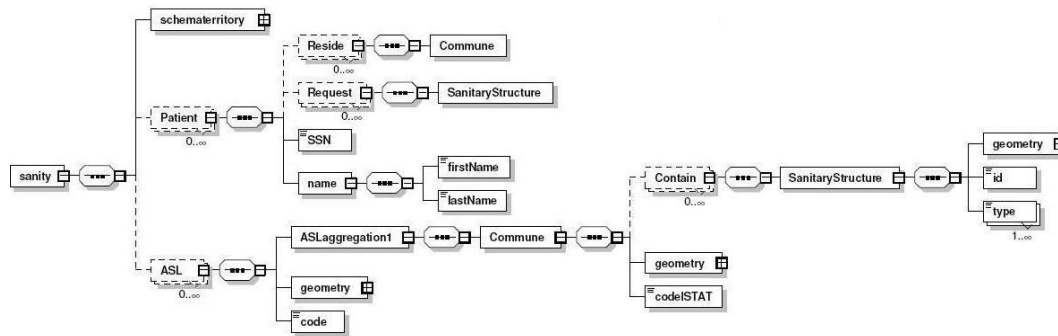 schematerritory
Reside
0..∞
Commune
Request
0..∞
SanitaryStructure
Patient
0..∞
SSN
name
firstName
lastName
sanity
ASL
0..∞
ASLaggregation1
Commune
Contain
0..∞
SanitaryStructure
geometry
id
type
1..∞
geometry
codeISTAT
geometry
code